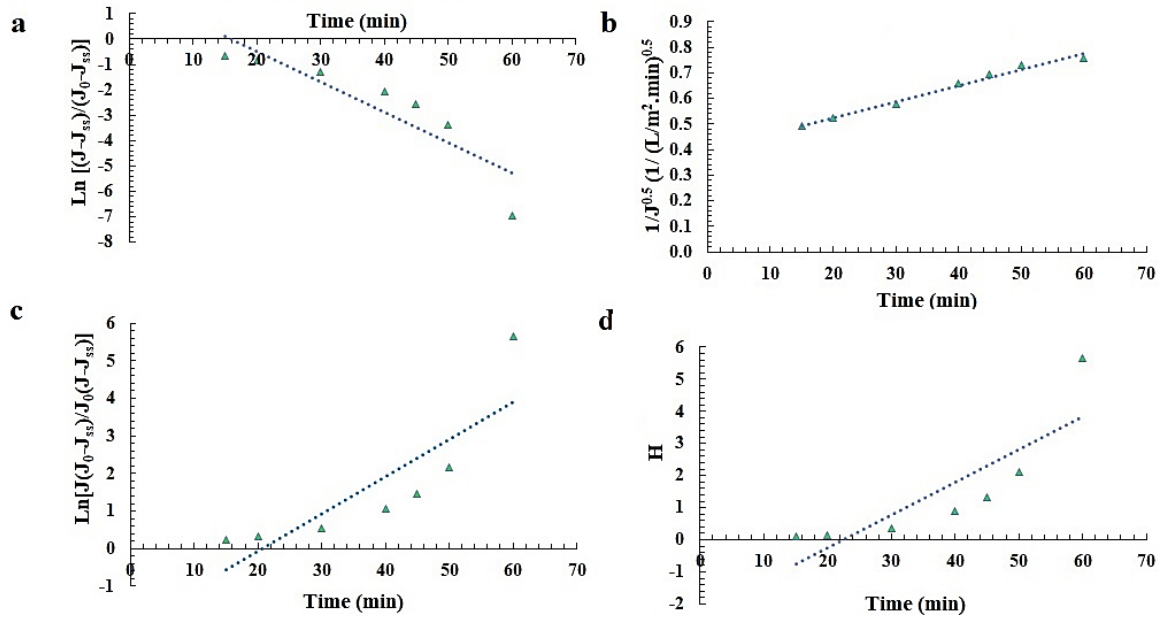 a
Time (min)
Ln [(J-Jss)/(J0-Jss)]
1
0
-1
-2
-3
-4
-5
-6
-7
-8
0 10 20 30 40 50 60 70
b
1/J^0.5 (1/ (L/m².min)^0.5
0.9
0.8
0.7
0.6
0.5
0.4
0.3
0.2
0.1
0.0
0 10 20 30 40 50 60 70
Time (min)
c
Ln[J(J0-Jss)/J0(J-Jss)]
6
5
4
3
2
1
0
-1
0 10 20 30 40 50 60 70
Time (min)
d
H
6
5
4
3
2
1
0
-1
-2
0 10 20 30 40 50 60 70
Time (min)